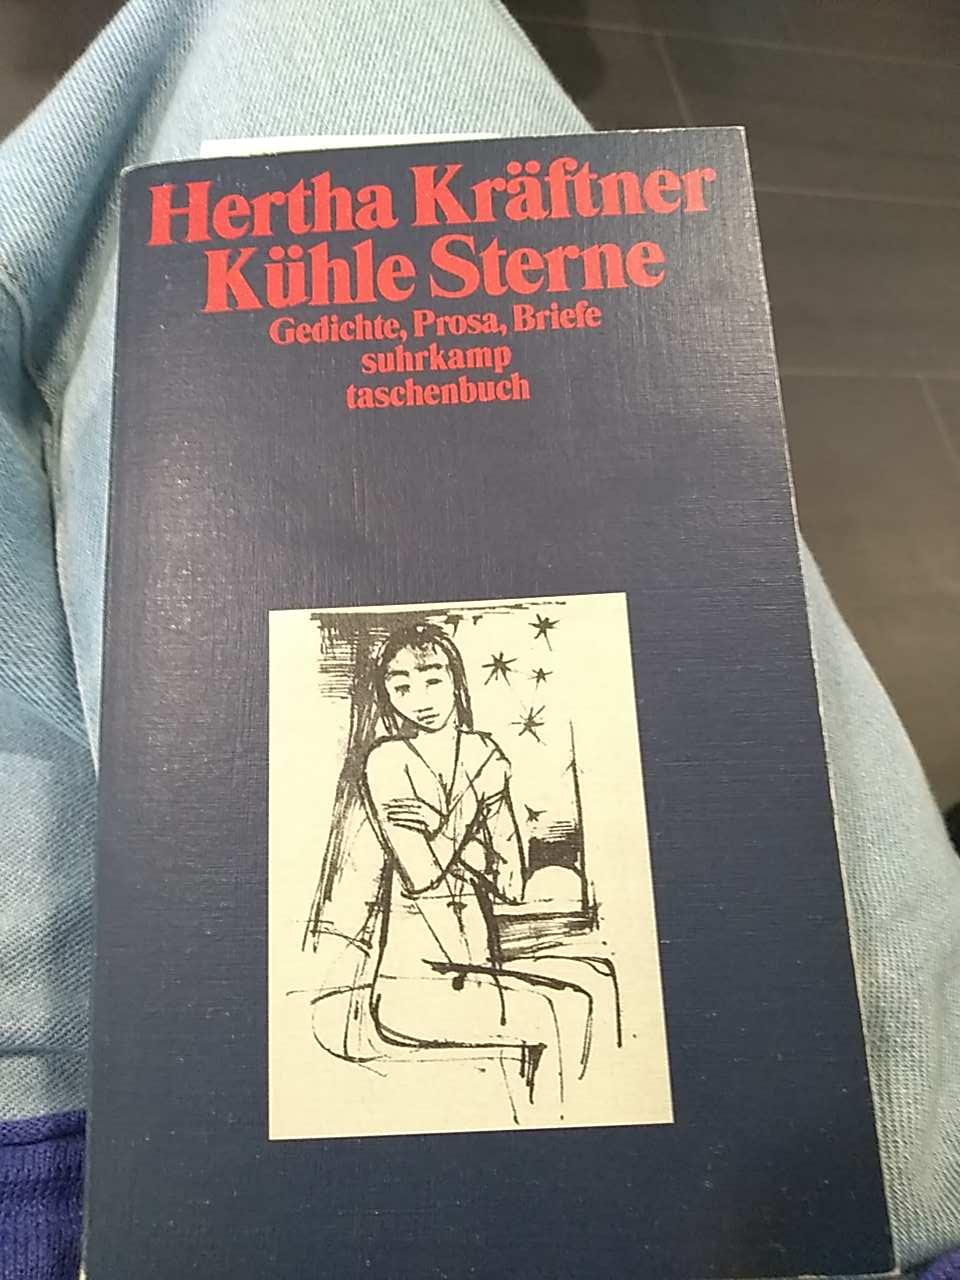 Hertha Kräftner
Kühle Sterne
Gedichte, Prosa, Briefe
suhrkamp
taschenbuch